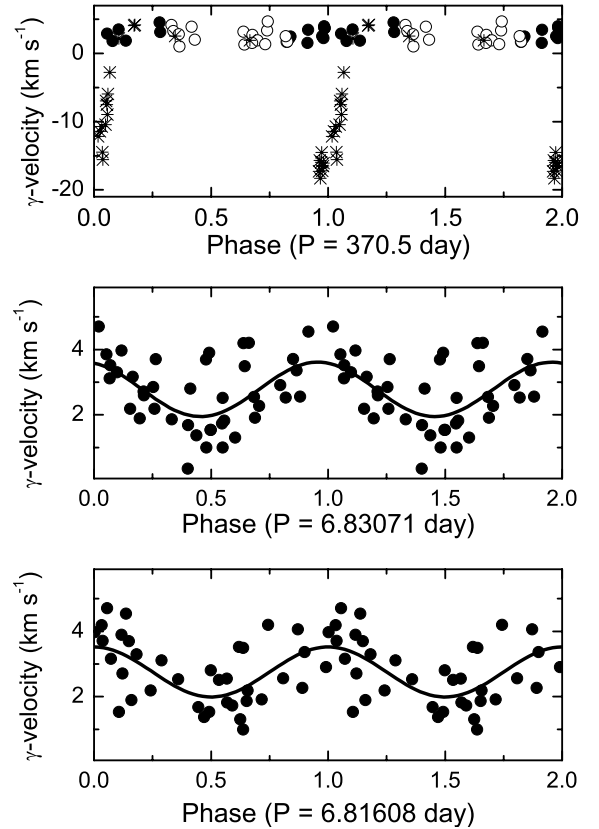 γ-velocity (km s⁻¹)
0
-10
-20
0.0 0.5 1.0 1.5 2.0
Phase (P = 370.5 day)
γ-velocity (km s⁻¹)
4
2
0.0 0.5 1.0 1.5 2.0
Phase (P = 6.83071 day)
γ-velocity (km s⁻¹)
4
2
0.0 0.5 1.0 1.5 2.0
Phase (P = 6.81608 day)